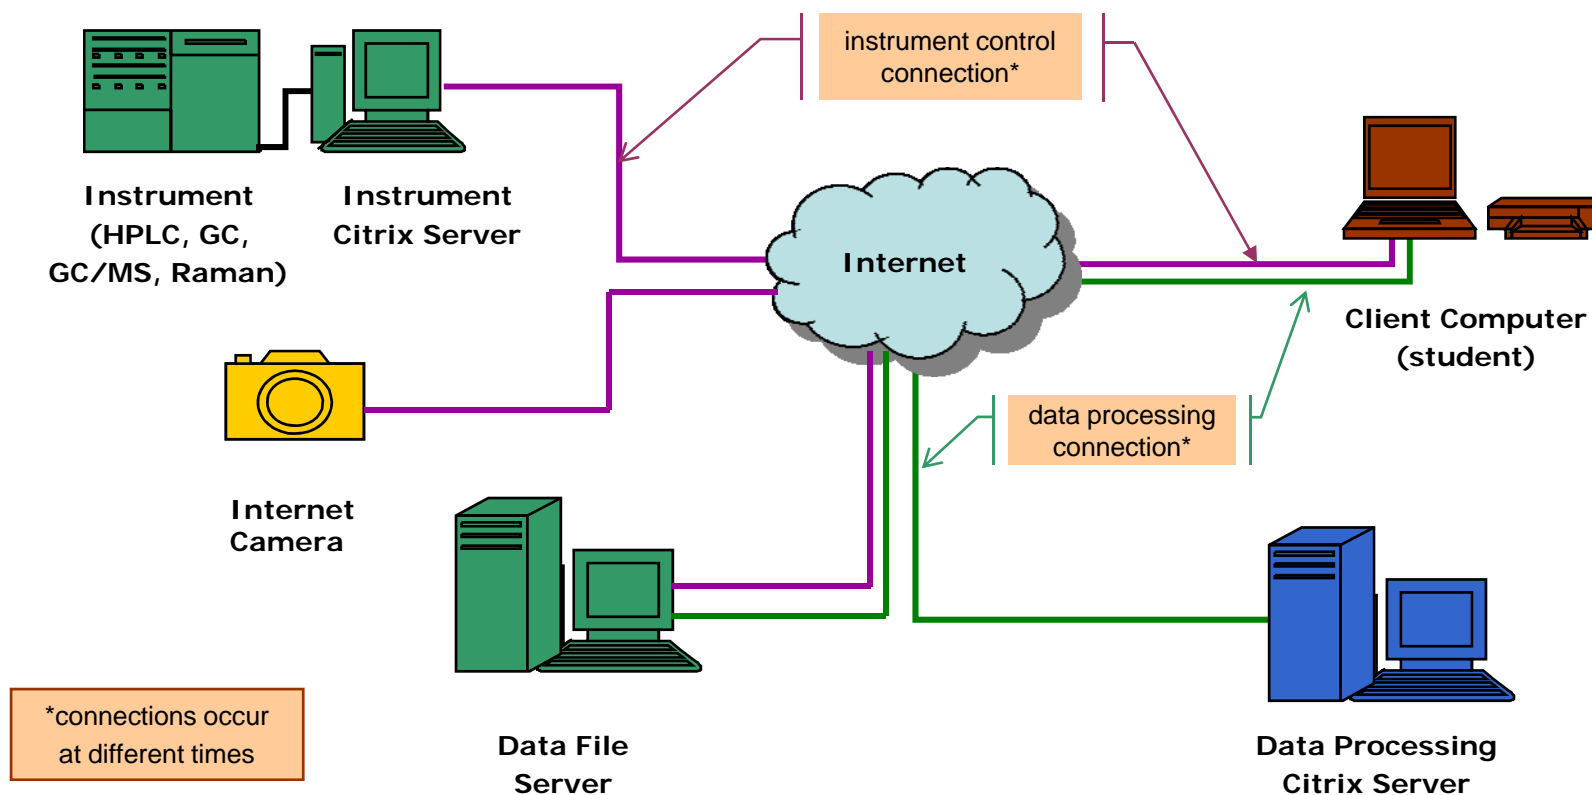 instrument control
connection*
Instrument
(HPLC, GC,
GC/MS, Raman)
Instrument
Citrix Server
Internet
Client Computer
(student)
data processing
connection*
Internet
Camera
*connections occur
at different times
Data File
Server
Data Processing
Citrix Server